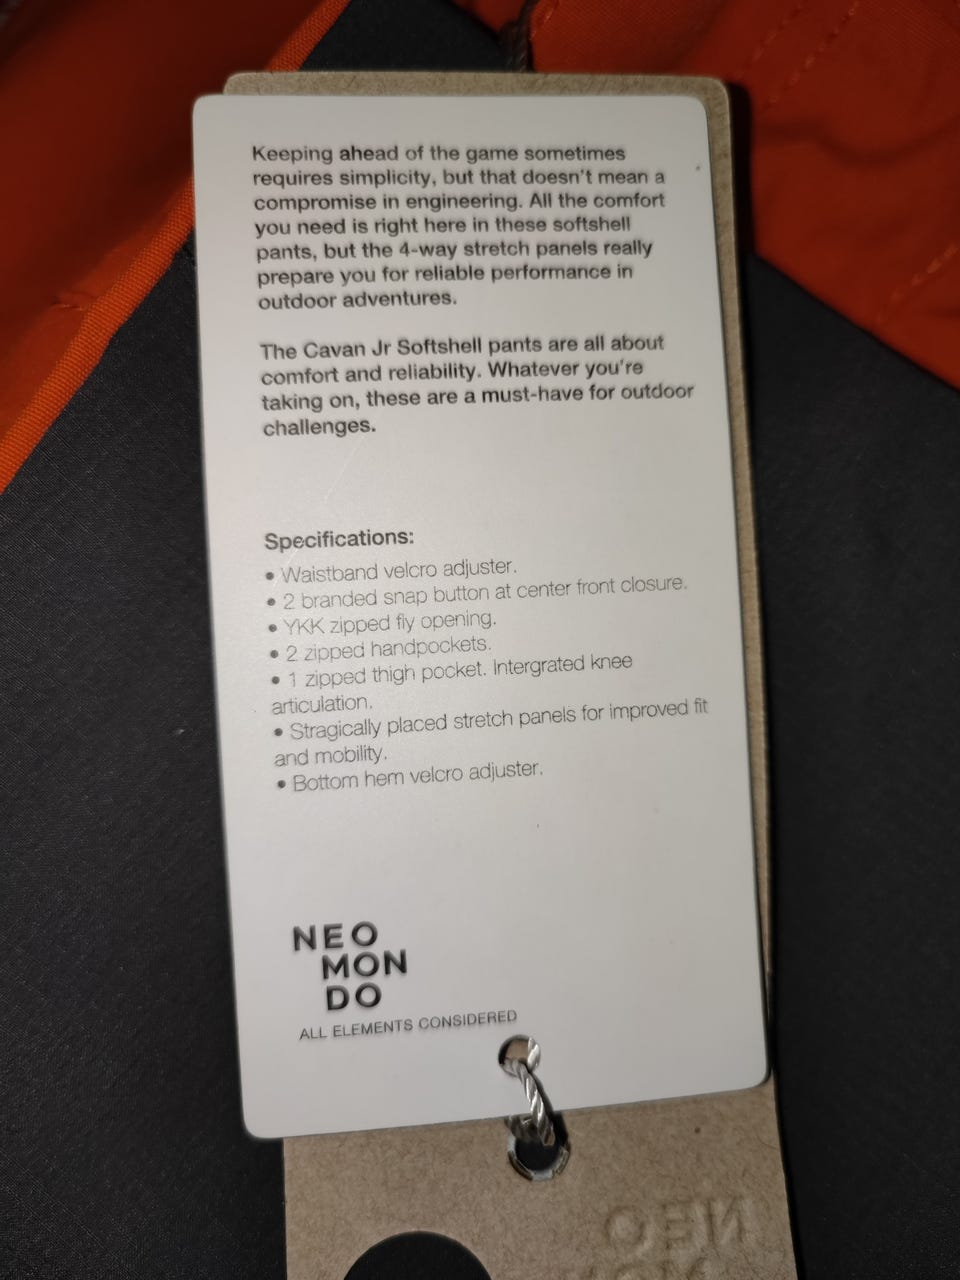 Keeping ahead of the game sometimes
requires simplicity, but that doesn't mean a
compromise in engineering. All the comfort
you need is right here in these softshell
pants, but the 4-way stretch panels really
prepare you for reliable performance in
outdoor adventures.
The Cavan Jr Softshell pants are all about
comfort and reliability. Whatever you're
taking on, these are a must-have for outdoor
challenges.
Specifications:
• Waistband velcro adjuster.
• 2 branded snap button at center front closure.
• YKK zipped fly opening.
• 2 zipped handpockets.
• 1 zipped thigh pocket. Intergrated knee
articulation.
• Stragically placed stretch panels for improved fit
and mobility.
• Bottom hem velcro adjuster.
NEO
MON
DO
ALL ELEMENTS CONSIDERED
NEO